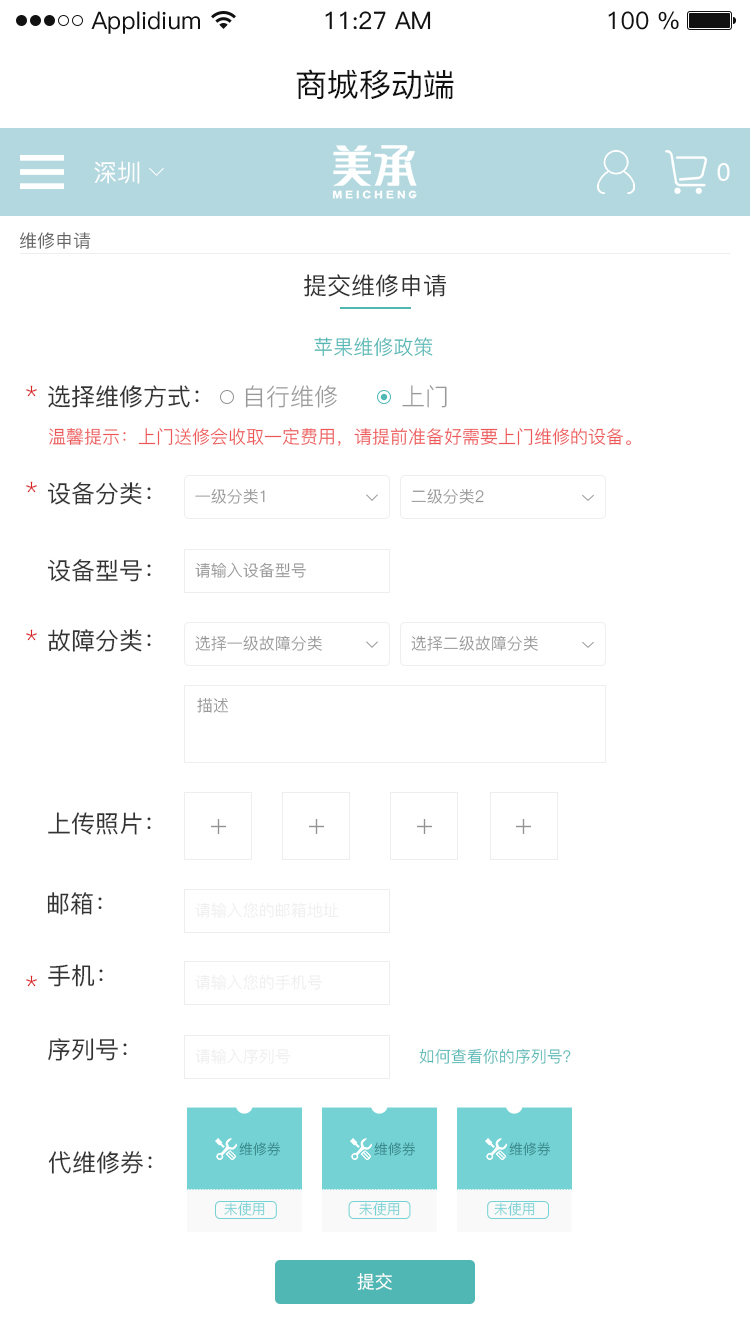 Applidium 11:27 AM 100 %
商城移动端
深圳 美承 0
MEICHENG
维修申请
提交维修申请
苹果维修政策
* 选择维修方式： 自行维修 上门
温馨提示：上门送修会收取一定费用，请提前准备好需要上门维修的设备。
* 设备分类： 一级分类1 二级分类2
设备型号： 请输入设备型号
* 故障分类： 选择一级故障分类 选择二级故障分类
描述
上传照片： + + + +
邮箱： 请输入您的邮箱地址
* 手机： 请输入您的手机号
序列号： 请输入序列号 如何查看你的序列号?
代维修券： 维修券 维修券 维修券
未使用 未使用 未使用
提交